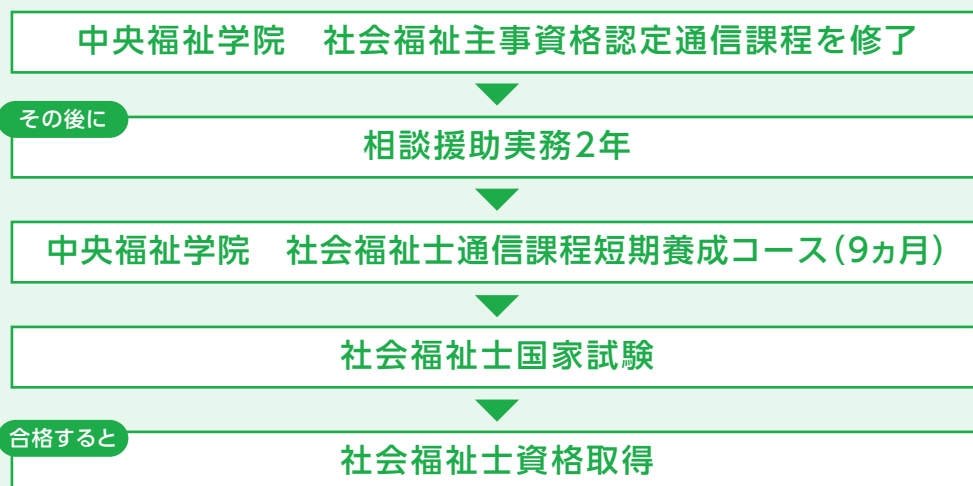 中央福祉学院　社会福祉主事資格認定通信課程を修了
その後に
相談援助実務2年
中央福祉学院　社会福祉士通信課程短期養成コース（9ヵ月）
社会福祉士国家試験
合格すると
社会福祉士資格取得